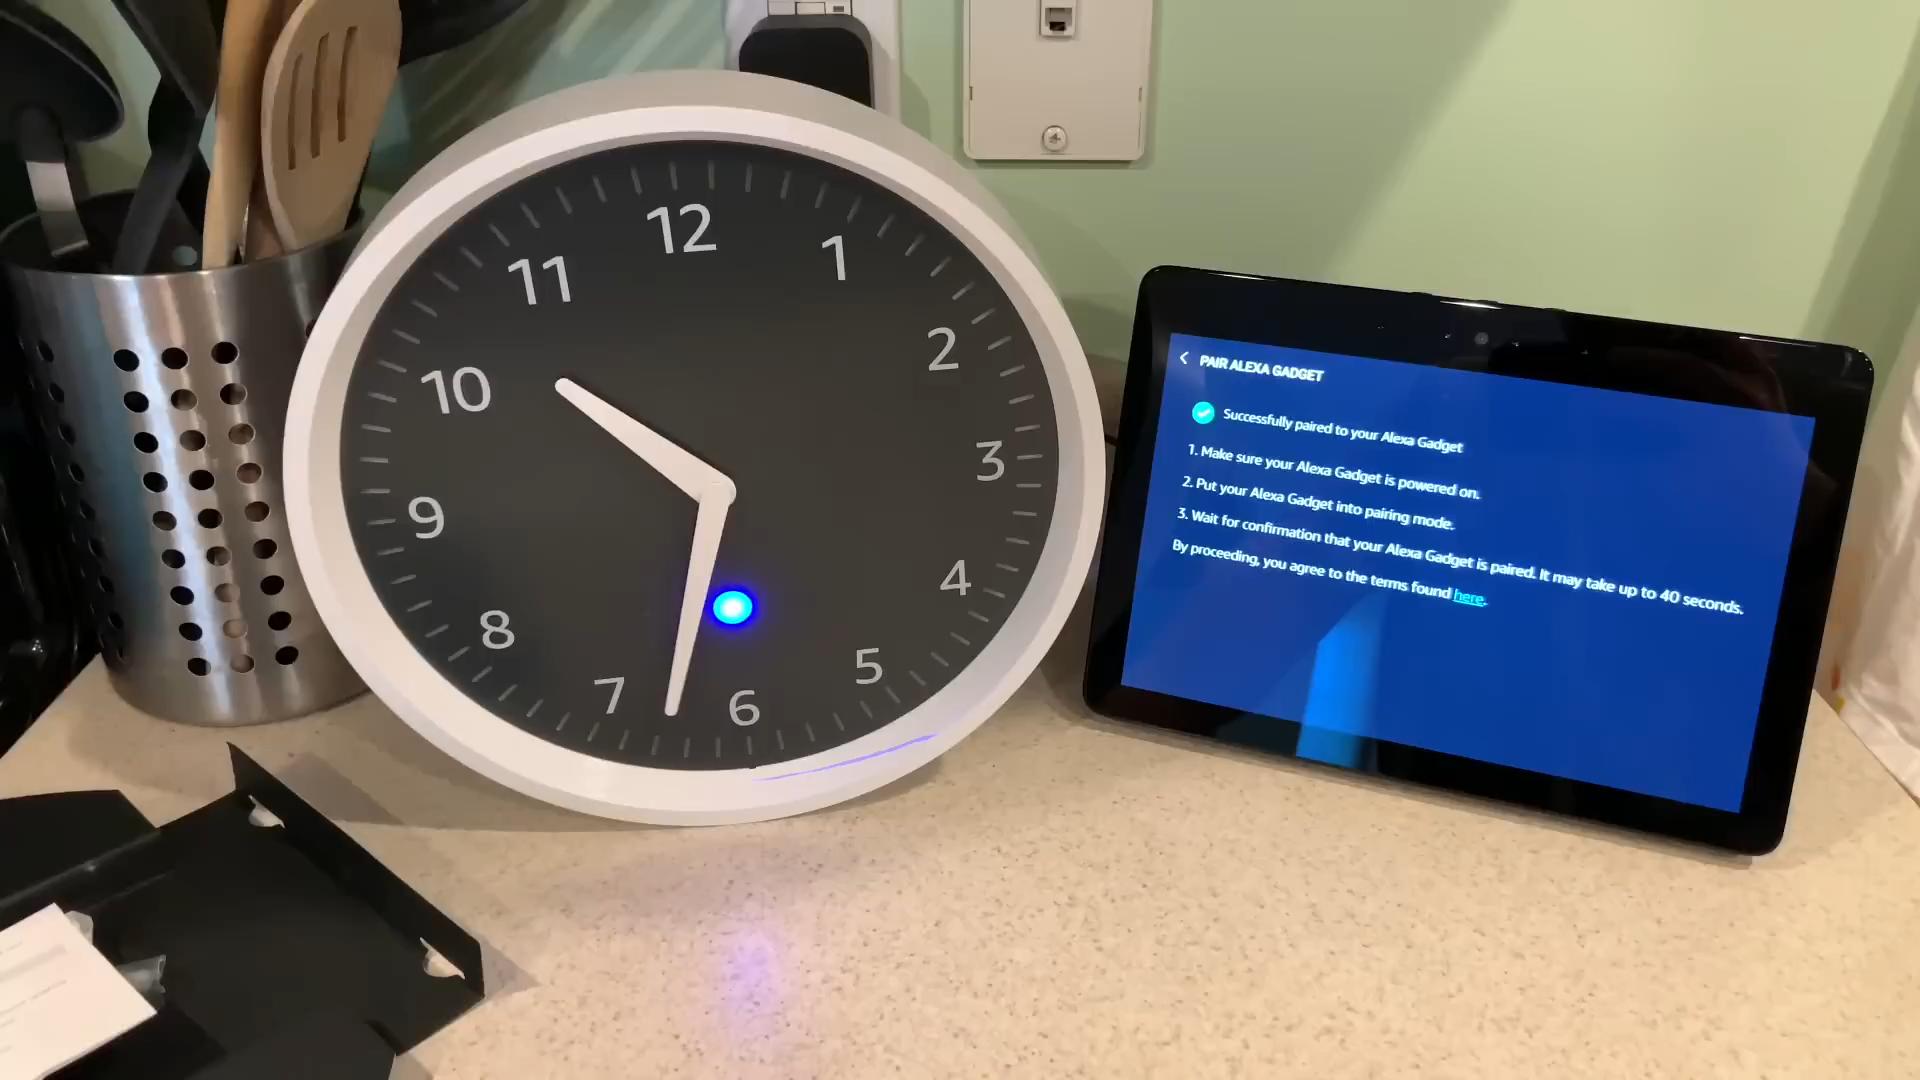 12
11
1
10
2
9
3
8
4
7
6
5
PAIR ALEXA GADGET
Successfully paired to your Alexa Gadget
1. Make sure your Alexa Gadget is powered on.
2. Put your Alexa Gadget into pairing mode.
3. Wait for confirmation that your Alexa Gadget is paired. It may take up to 40 seconds.
By proceeding, you agree to the terms found here.